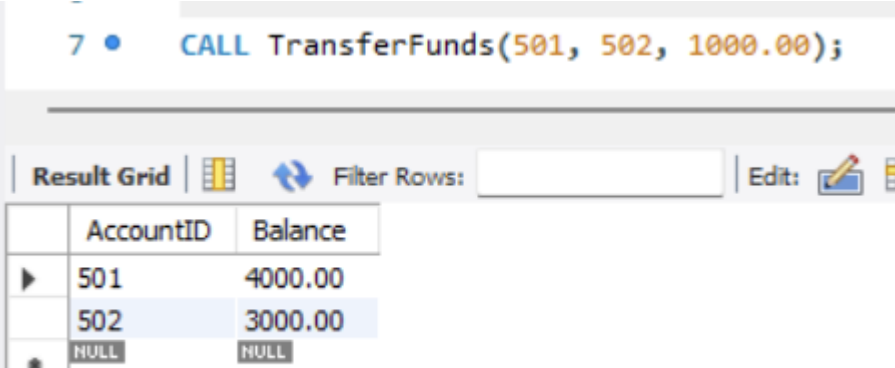 7 CALL TransferFunds(501, 502, 1000.00);
Result Grid Filter Rows: Edit:
AccountID Balance
501 4000.00
502 3000.00
NULL NULL